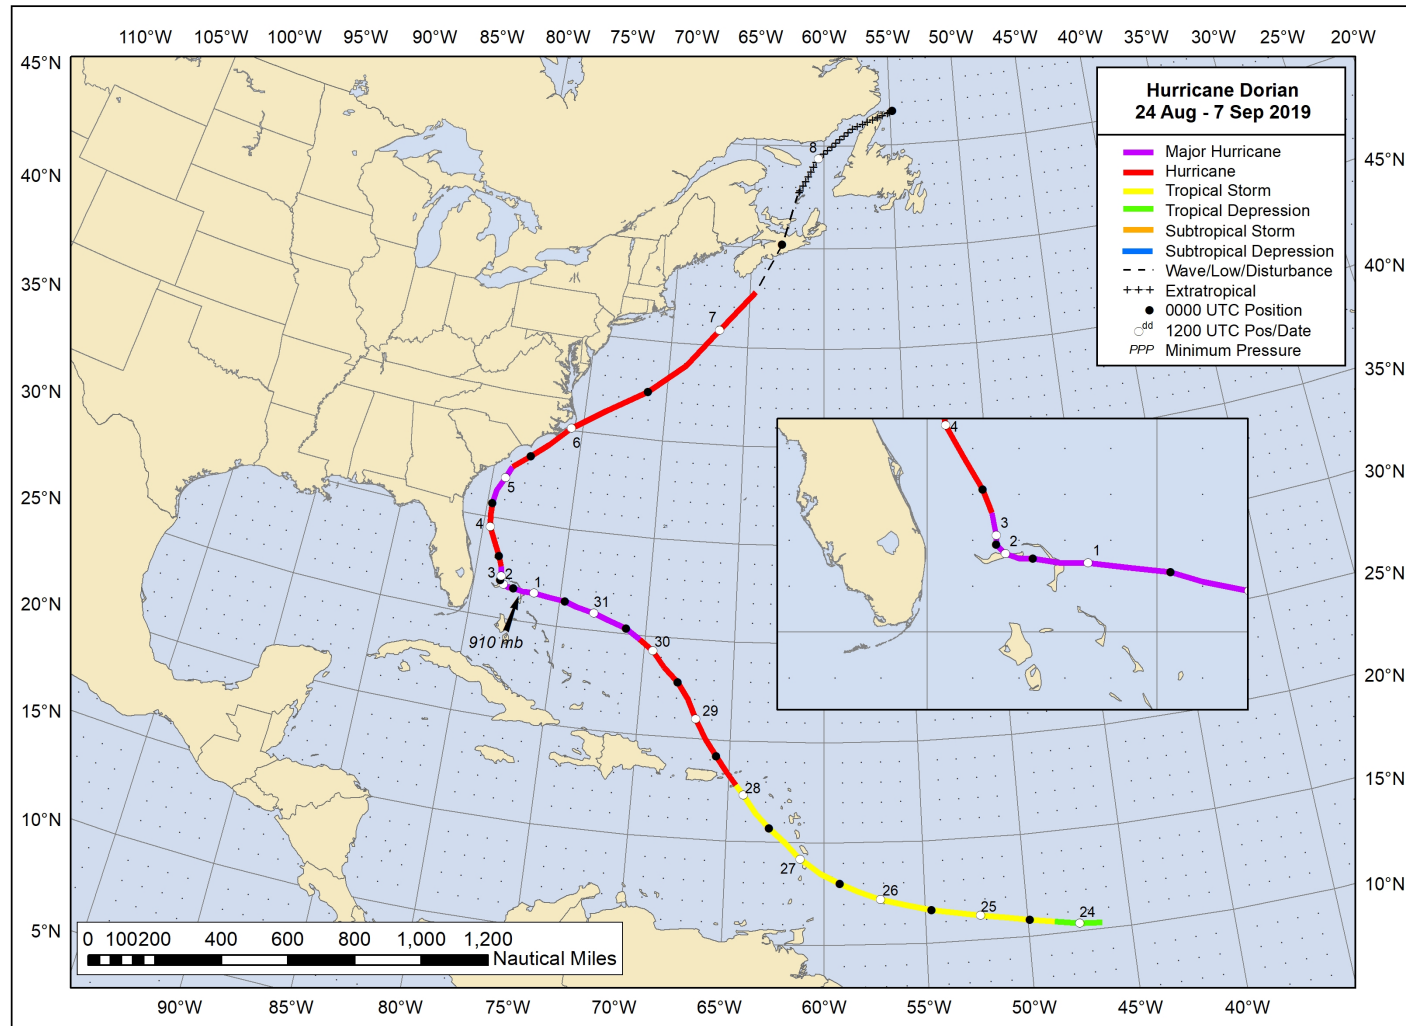 110°W 105°W 100°W 95°W 90°W 85°W 80°W 75°W 70°W 65°W 60°W 55°W 50°W 45°W 40°W 35°W 30°W 25°W 20°W
45°N
40°N
35°N
30°N
25°N
20°N
15°N
10°N
5°N
Hurricane Dorian
24 Aug - 7 Sep 2019
Major Hurricane
Hurricane
Tropical Storm
Tropical Depression
Subtropical Storm
Subtropical Depression
Wave/Low/Disturbance
Extratropical
0000 UTC Position
dd 1200 UTC Pos/Date
PPP Minimum Pressure
45°N
40°N
35°N
30°N
25°N
20°N
15°N
10°N
8
7
6
5
4
3 2 1
31
30
29
28
27
26
25
24
910 mb
4
3
2
1
0 100 200 400 600 800 1,000 1,200
Nautical Miles
90°W 85°W 80°W 75°W 70°W 65°W 60°W 55°W 50°W 45°W 40°W